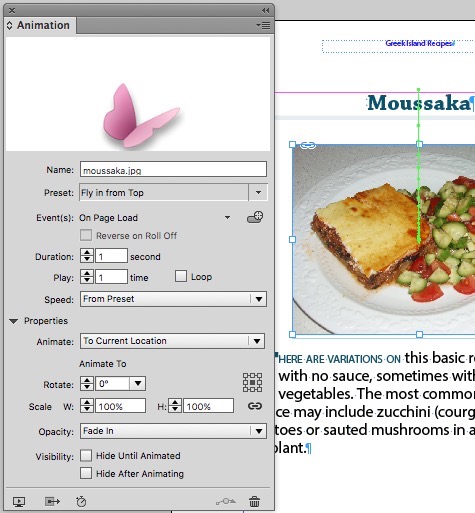 Animation
Name: moussaka.jpg
Preset: Fly in from Top
Event(s): On Page Load
Reverse on Roll Off
Duration: 1 second
Play: 1 time Loop
Speed: From Preset
Properties
Animate: To Current Location
Animate To
Rotate: 0°
Scale W: 100% H: 100%
Opacity: Fade In
Visibility: Hide Until Animated
Hide After Animating
Greek Island Recipes
Moussaka¶
HERE ARE VARIATIONS ON this basic r
with no sauce, sometimes with
vegetables. The most common
ce may include zucchini (courg
toes or sauted mushrooms in a
plant.¶